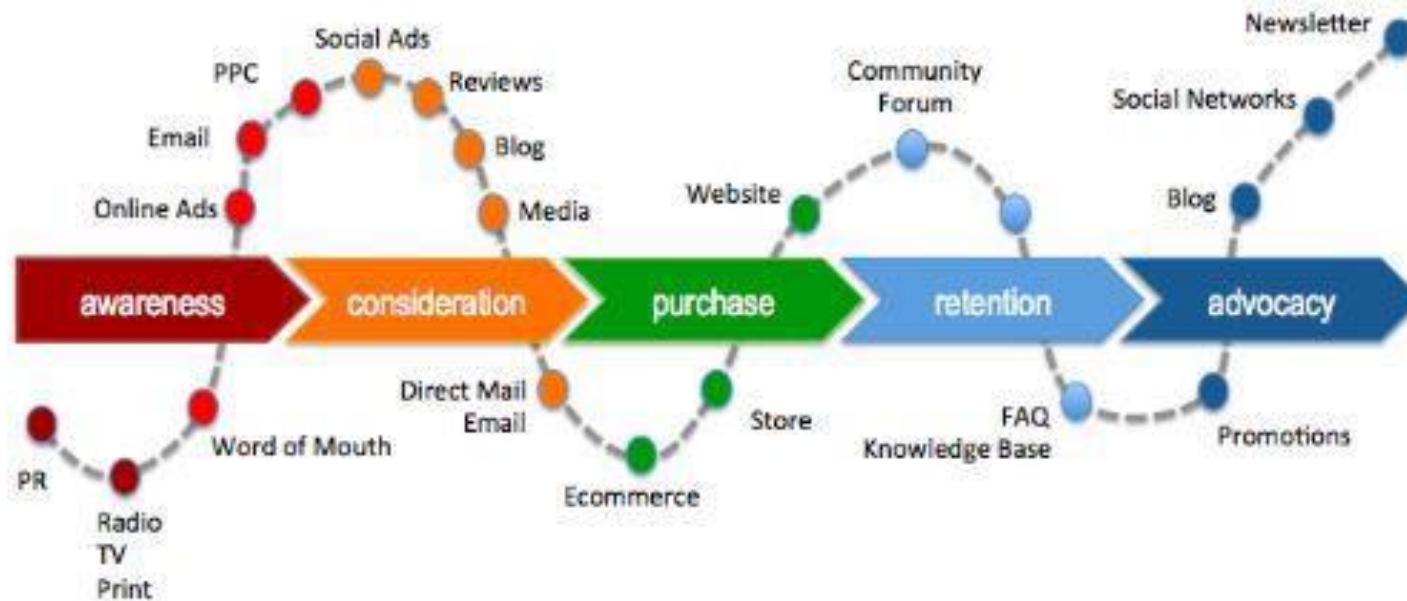 Social Ads
PPC
Reviews
Email
Blog
Online Ads
Media
Website
Community
Forum
Newsletter
Social Networks
Blog
awareness
consideration
purchase
retention
advocacy
PR
Radio
TV
Print
Word of Mouth
Direct Mail
Email
Ecommerce
Store
FAQ
Knowledge Base
Promotions